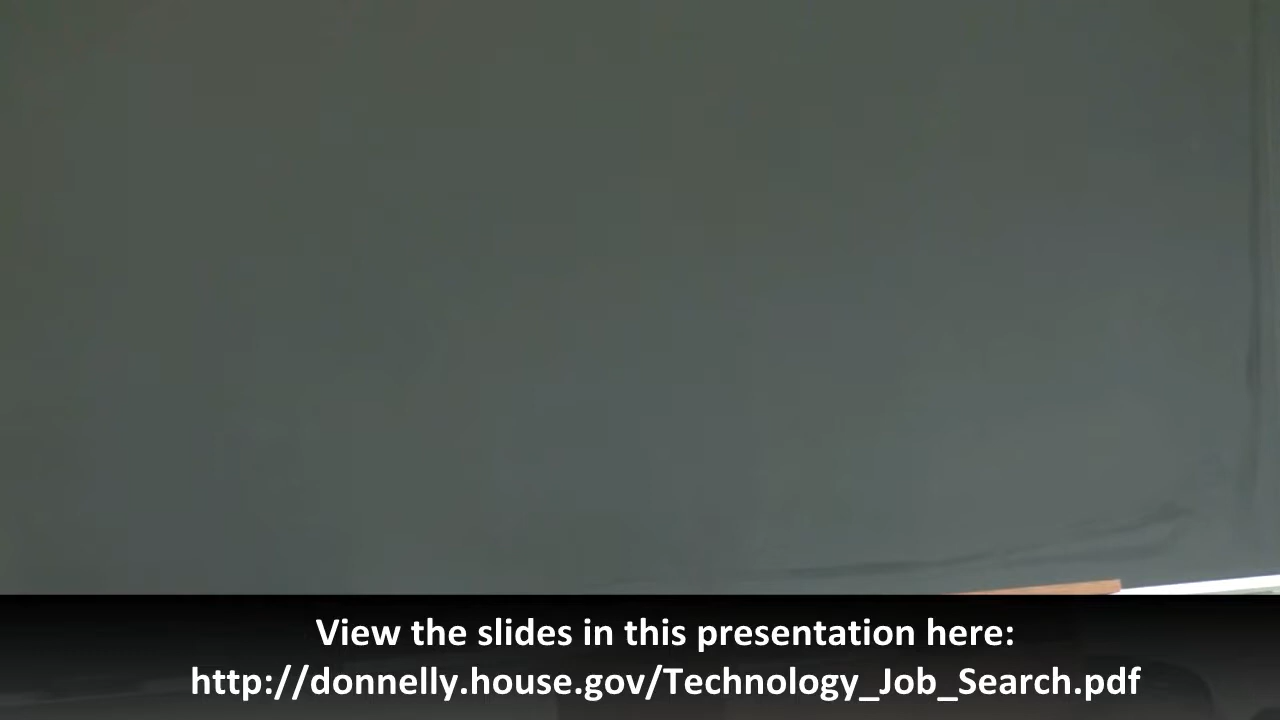 View the slides in this presentation here:
http://donnelly.house.gov/Technology_Job_Search.pdf